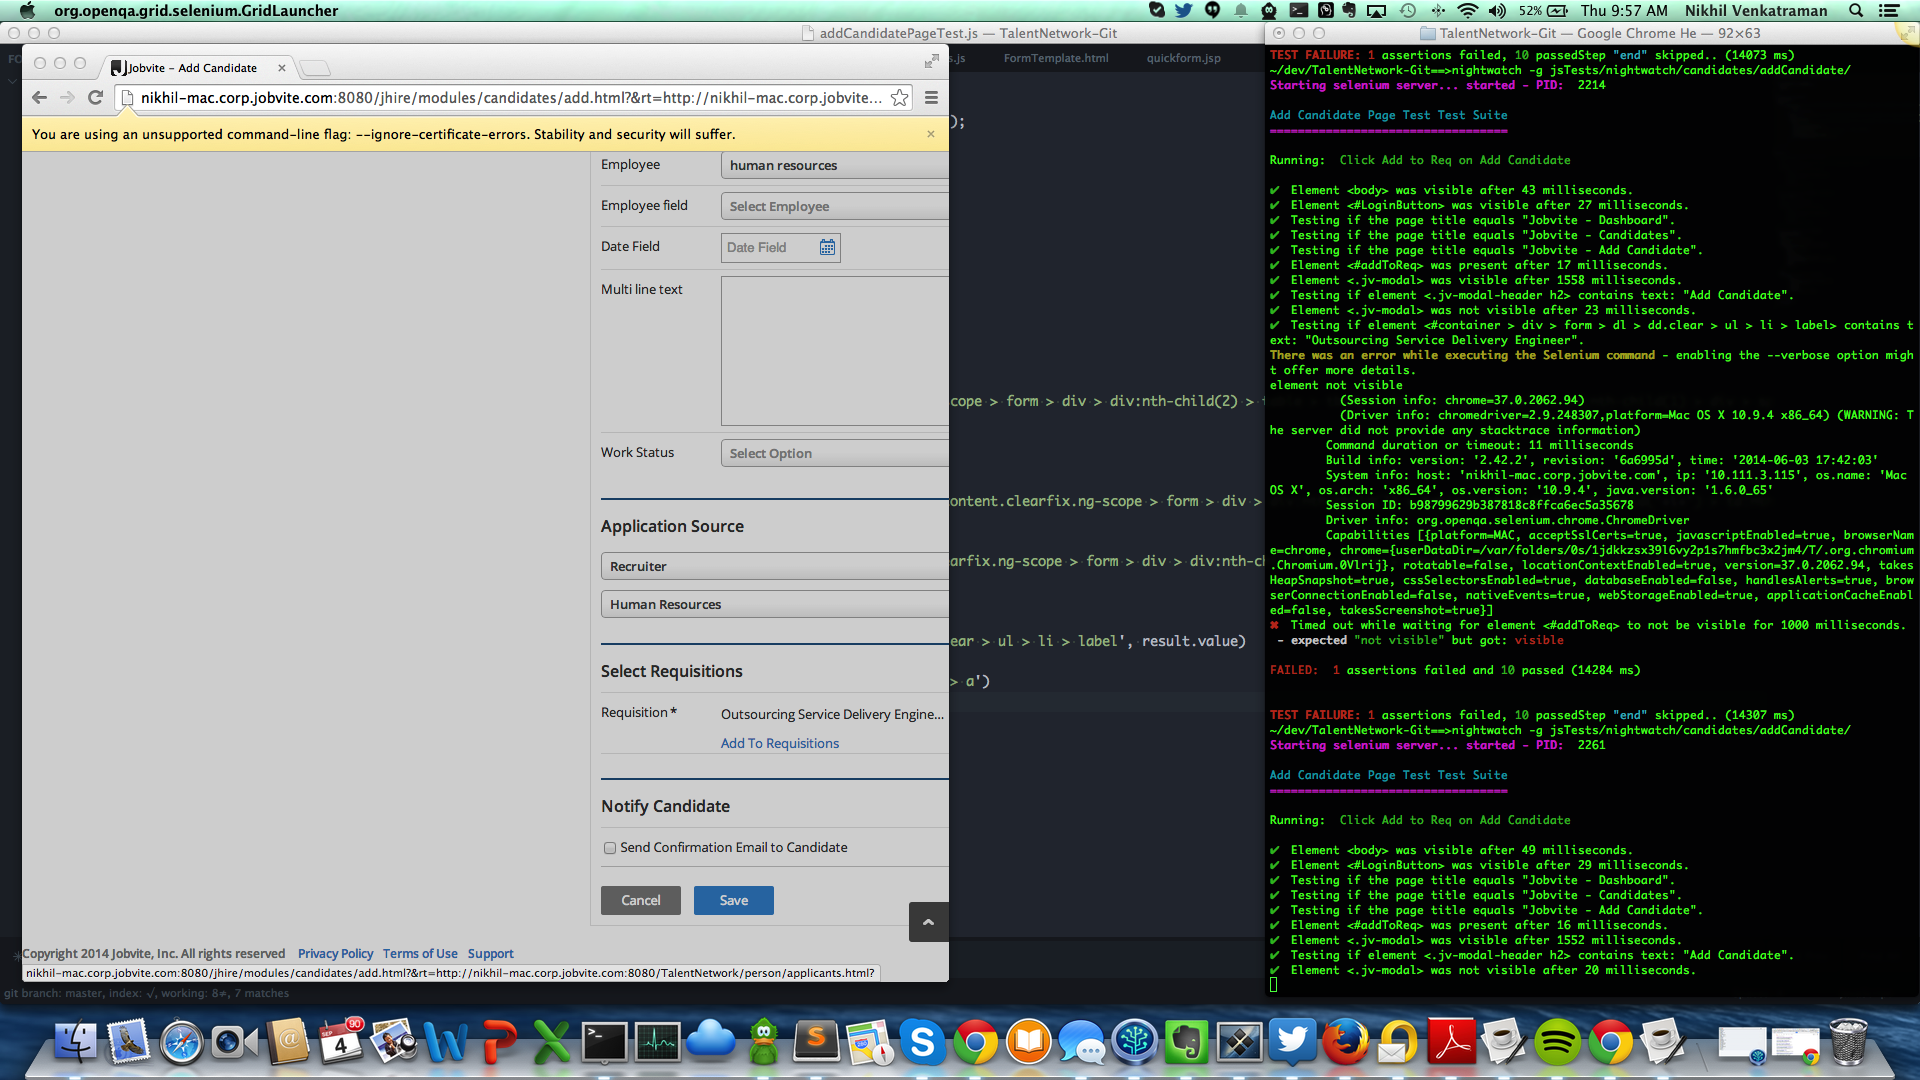 org.openqa.grid.selenium.GridLauncher
52%
Thu 9:57 AM
Nikhil Venkatraman
addCandidatePageTest.js — TalentNetwork-Git
TalentNetwork-Git — Google Chrome He — 92×63
Jobvite - Add Candidate
s.js
FormTemplate.html
quickform.jsp
nikhil-mac.corp.jobvite.com:8080/jhire/modules/candidates/add.html?&rt=http://nikhil-mac.corp.jobvite...
You are using an unsupported command-line flag: --ignore-certificate-errors. Stability and security will suffer.
);
Employee
human resources
Employee field
Select Employee
Date Field
Date Field
Multi line text
Work Status
Select Option
Application Source
Recruiter
Human Resources
Select Requisitions
Requisition *
Outsourcing Service Delivery Engine...
Add To Requisitions
Notify Candidate
Send Confirmation Email to Candidate
Cancel
Save
Copyright 2014 Jobvite, Inc. All rights reserved
Privacy Policy
Terms of Use
Support
nikhil-mac.corp.jobvite.com:8080/jhire/modules/candidates/add.html?&rt=http://nikhil-mac.corp.jobvite.com:8080/TalentNetwork/person/applicants.html?
git branch: master, index: √, working: 8≠, 7 matches
cope > form > div > div:nth-child(2) >
ontent.clearfix.ng-scope > form > div >
arfix.ng-scope > form > div > div:nth-c
ear > ul > li > label', result.value)
> a')
TEST FAILURE: 1 assertions failed, 10 passedStep "end" skipped.. (14073 ms)
~/dev/TalentNetwork-Git==>nightwatch -g jsTests/nightwatch/candidates/addCandidate/
Starting selenium server... started - PID:  2214
Add Candidate Page Test Test Suite
==================================
Running:  Click Add to Req on Add Candidate
✔  Element <body> was visible after 43 milliseconds.
✔  Element <#LoginButton> was visible after 27 milliseconds.
✔  Testing if the page title equals "Jobvite - Dashboard".
✔  Testing if the page title equals "Jobvite - Candidates".
✔  Testing if the page title equals "Jobvite - Add Candidate".
✔  Element <#addToReq> was present after 17 milliseconds.
✔  Element <.jv-modal> was visible after 1558 milliseconds.
✔  Testing if element <.jv-modal-header h2> contains text: "Add Candidate".
✔  Element <.jv-modal> was not visible after 23 milliseconds.
✔  Testing if element <#container > div > form > dl > dd.clear > ul > li > label> contains t
ext: "Outsourcing Service Delivery Engineer".
There was an error while executing the Selenium command - enabling the --verbose option migh
t offer more details.
element not visible
(Session info: chrome=37.0.2062.94)
(Driver info: chromedriver=2.9.248307,platform=Mac OS X 10.9.4 x86_64) (WARNING: T
he server did not provide any stacktrace information)
Command duration or timeout: 11 milliseconds
Build info: version: '2.42.2', revision: '6a6995d', time: '2014-06-03 17:42:03'
System info: host: 'nikhil-mac.corp.jobvite.com', ip: '10.111.3.115', os.name: 'Mac
OS X', os.arch: 'x86_64', os.version: '10.9.4', java.version: '1.6.0_65'
Session ID: b98799629b387818c8ffca6ec5a35678
Driver info: org.openqa.selenium.chrome.ChromeDriver
Capabilities [{platform=MAC, acceptSslCerts=true, javascriptEnabled=true, browserNa
me=chrome, chrome={userDataDir=/var/folders/0s/1jdkkzsx39l6vy2p1s7hmfbc3x2jm4/T/.org.chromium
.Chromium.0Vlrij}, rotatable=false, locationContextEnabled=true, version=37.0.2062.94, takes
HeapSnapshot=true, cssSelectorsEnabled=true, databaseEnabled=false, handlesAlerts=true, brow
serConnectionEnabled=false, nativeEvents=true, webStorageEnabled=true, applicationCacheEnabl
ed=false, takesScreenshot=true}]
✖  Timed out while waiting for element <#addToReq> to not be visible for 1000 milliseconds.
- expected "not visible" but got: visible
FAILED:  1 assertions failed and 10 passed (14284 ms)
TEST FAILURE: 1 assertions failed, 10 passedStep "end" skipped.. (14307 ms)
~/dev/TalentNetwork-Git==>nightwatch -g jsTests/nightwatch/candidates/addCandidate/
Starting selenium server... started - PID:  2261
Add Candidate Page Test Test Suite
==================================
Running:  Click Add to Req on Add Candidate
✔  Element <body> was visible after 49 milliseconds.
✔  Element <#LoginButton> was visible after 29 milliseconds.
✔  Testing if the page title equals "Jobvite - Dashboard".
✔  Testing if the page title equals "Jobvite - Candidates".
✔  Testing if the page title equals "Jobvite - Add Candidate".
✔  Element <#addToReq> was present after 16 milliseconds.
✔  Element <.jv-modal> was visible after 1552 milliseconds.
✔  Testing if element <.jv-modal-header h2> contains text: "Add Candidate".
✔  Element <.jv-modal> was not visible after 20 milliseconds.
SEP
4
90